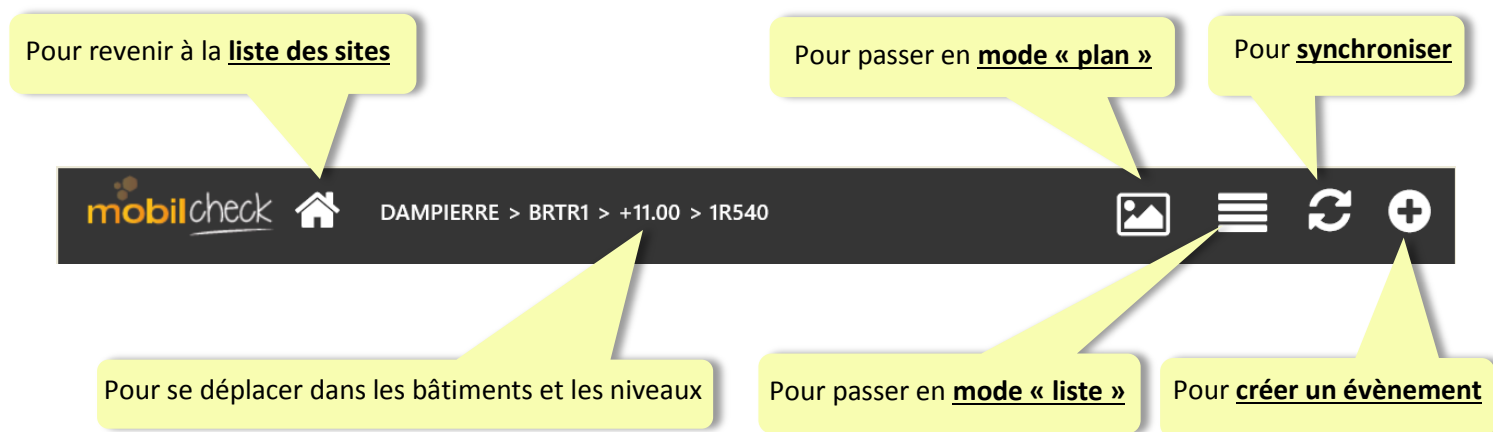 Pour revenir à la liste des sites
Pour passer en mode « plan »
Pour synchroniser
mobilcheck
DAMPIERRE > BRTR1 > +11.00 > 1R540
Pour se déplacer dans les bâtiments et les niveaux
Pour passer en mode « liste »
Pour créer un évènement